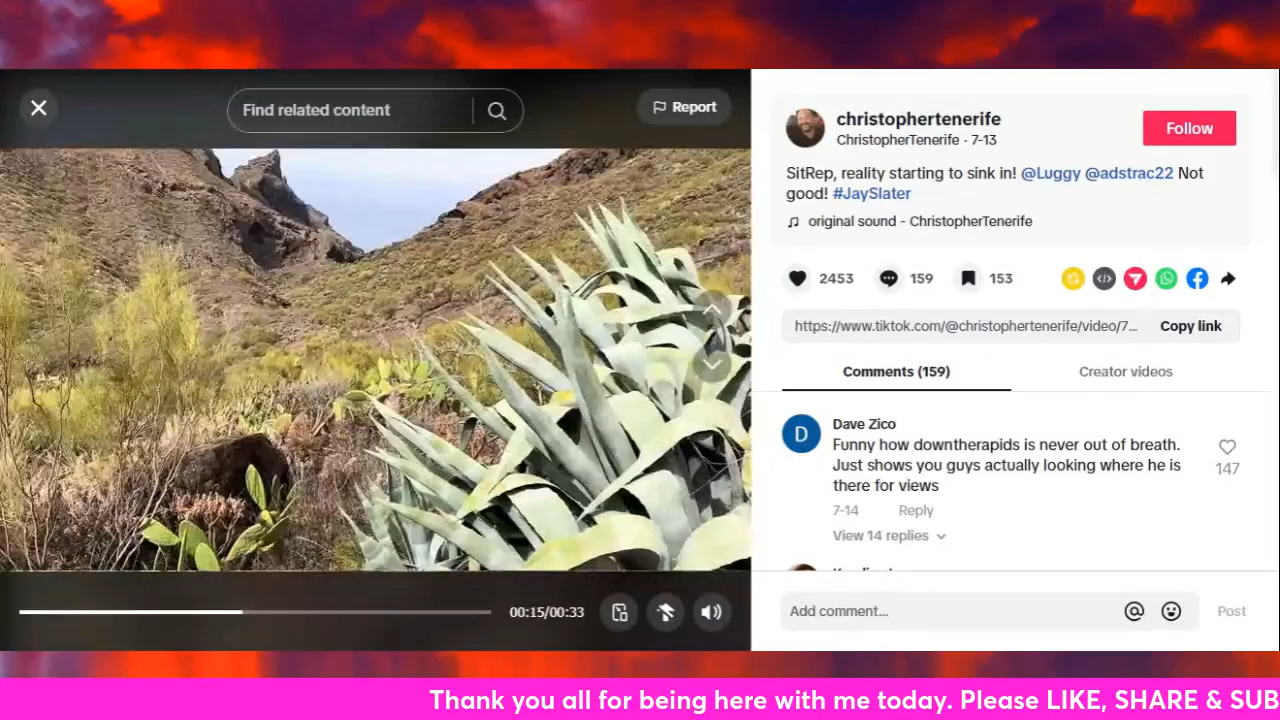 Find related content
Report
christophertenerife
ChristopherTenerife · 7-13
Follow
SitRep, reality starting to sink in! @Luggy @adstrac22 Not
good! #JaySlater
original sound - ChristopherTenerife
2453
159
153
https://www.tiktok.com/@christophertenerife/video/7...
Copy link
Comments (159)
Creator videos
D
Dave Zico
Funny how downtherapids is never out of breath.
Just shows you guys actually looking where he is
there for views
147
7-14
Reply
View 14 replies
00:15/00:33
Add comment...
Post
Thank you all for being here with me today. Please LIKE, SHARE & SUB